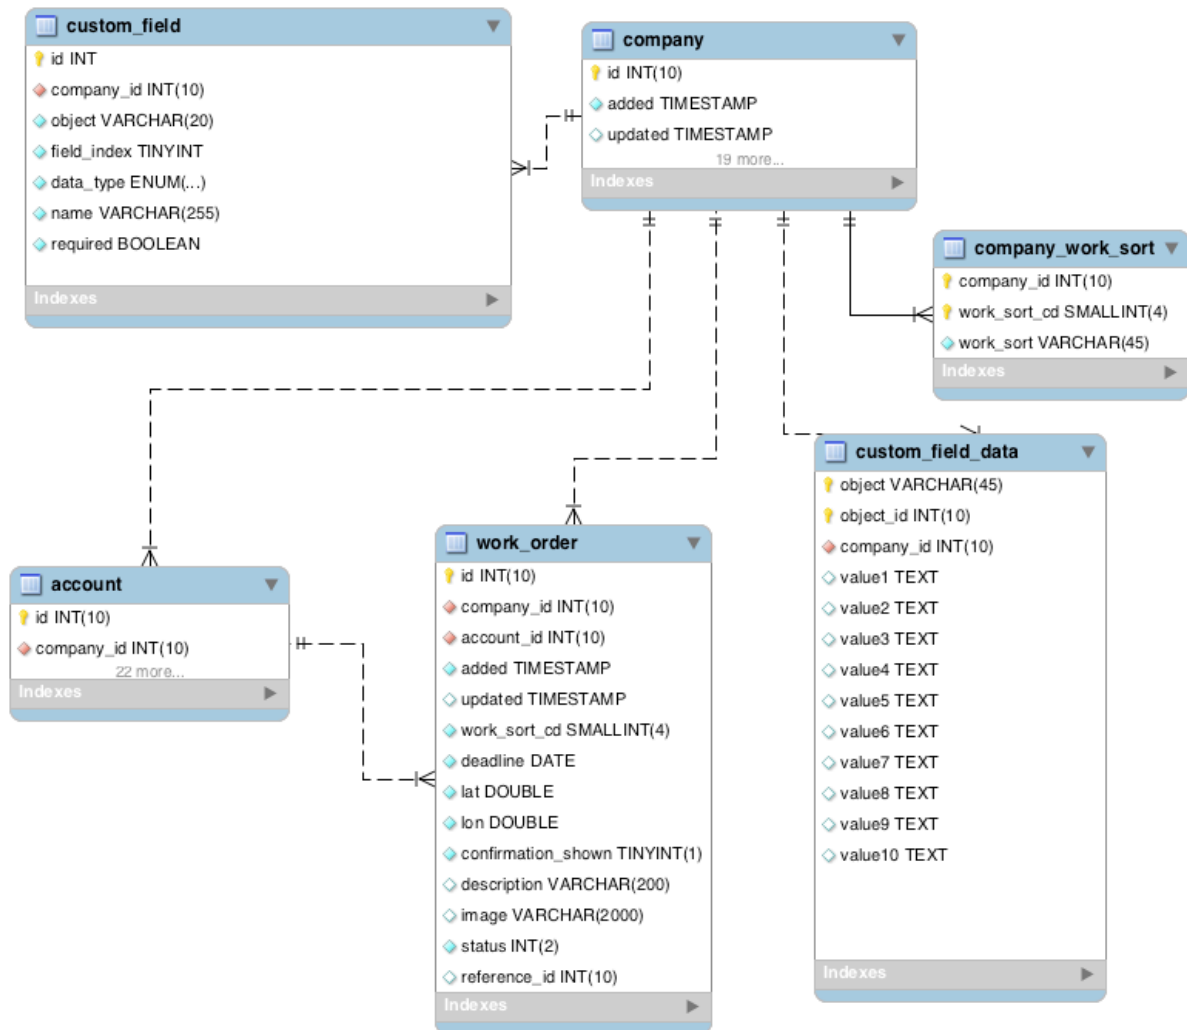 custom_field
id INT
company_id INT(10)
object VARCHAR(20)
field_index TINYINT
data_type ENUM(...)
name VARCHAR(255)
required BOOLEAN
Indexes
company
id INT(10)
added TIMESTAMP
updated TIMESTAMP
19 more...
Indexes
company_work_sort
company_id INT(10)
work_sort_cd SMALLINT(4)
work_sort VARCHAR(45)
Indexes
account
id INT(10)
company_id INT(10)
22 more...
Indexes
work_order
id INT(10)
company_id INT(10)
account_id INT(10)
added TIMESTAMP
updated TIMESTAMP
work_sort_cd SMALLINT(4)
deadline DATE
lat DOUBLE
lon DOUBLE
confirmation_shown TINYINT(1)
description VARCHAR(200)
image VARCHAR(2000)
status INT(2)
reference_id INT(10)
Indexes
custom_field_data
object VARCHAR(45)
object_id INT(10)
company_id INT(10)
value1 TEXT
value2 TEXT
value3 TEXT
value4 TEXT
value5 TEXT
value6 TEXT
value7 TEXT
value8 TEXT
value9 TEXT
value10 TEXT
Indexes